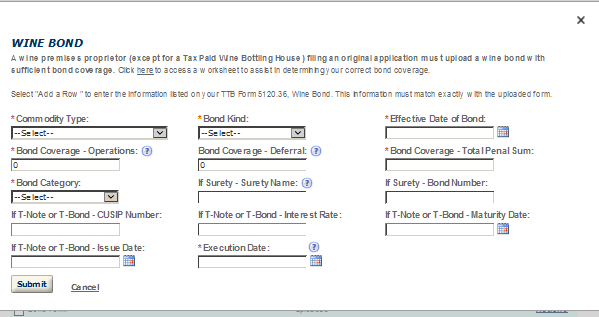 ×
WINE BOND
A wine premises proprietor (except for a Tax Paid Wine Bottling House) filing an original application must upload a wine bond with
sufficient bond coverage. Click here to access a worksheet to assist in determining your correct bond coverage.
Select "Add a Row" to enter the information listed on your TTB Form 5120.36, Wine Bond. This information must match exactly with the uploaded form.
*Commodity Type: *Bond Kind: *Effective Date of Bond:
--Select-- --Select--
*Bond Coverage - Operations: ? Bond Coverage - Deferral: ? *Bond Coverage - Total Penal Sum:
0 0
*Bond Category: If Surety - Surety Name: ? If Surety - Bond Number:
--Select--
If T-Note or T-Bond - CUSIP Number: If T-Note or T-Bond - Interest Rate: If T-Note or T-Bond - Maturity Date:
If T-Note or T-Bond - Issue Date: *Execution Date: ?
Submit Cancel